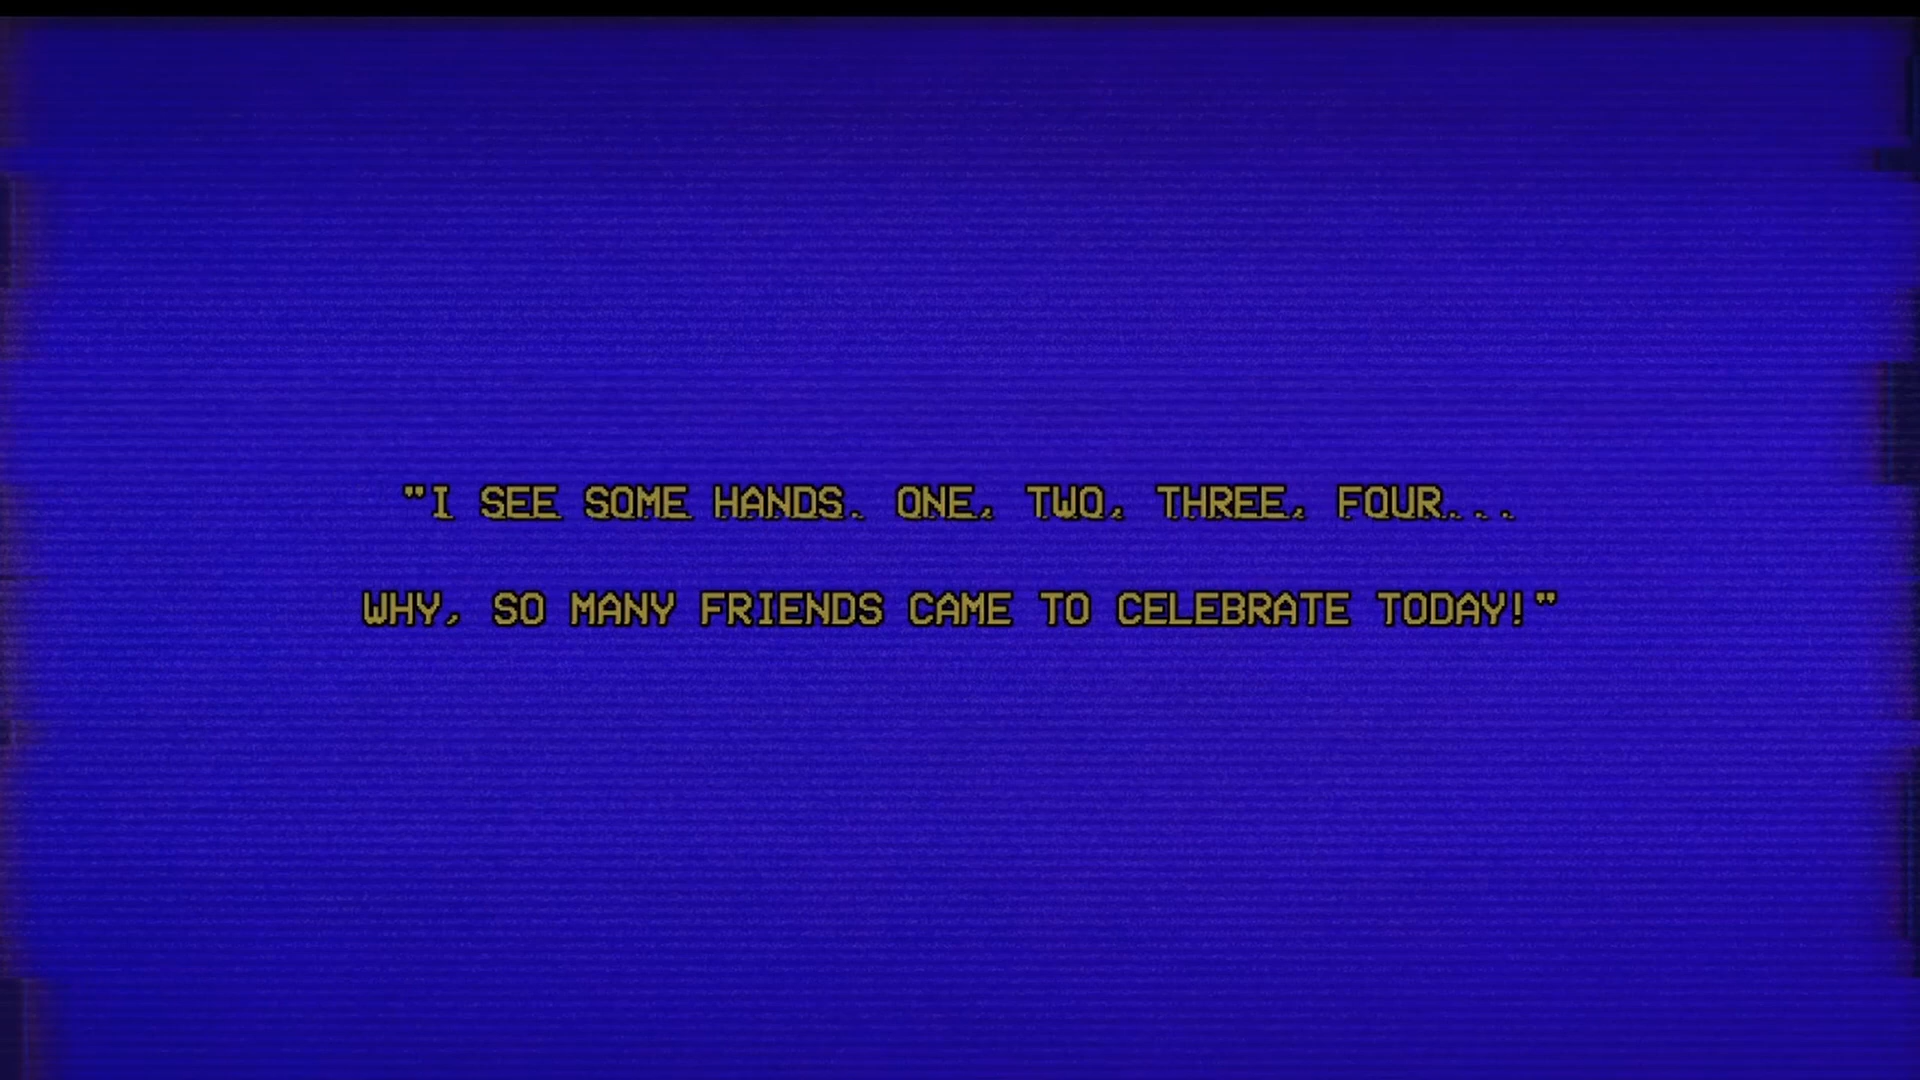 "I SEE SOME HANDS. ONE, TWO, THREE, FOUR...
WHY, SO MANY FRIENDS CAME TO CELEBRATE TODAY!"